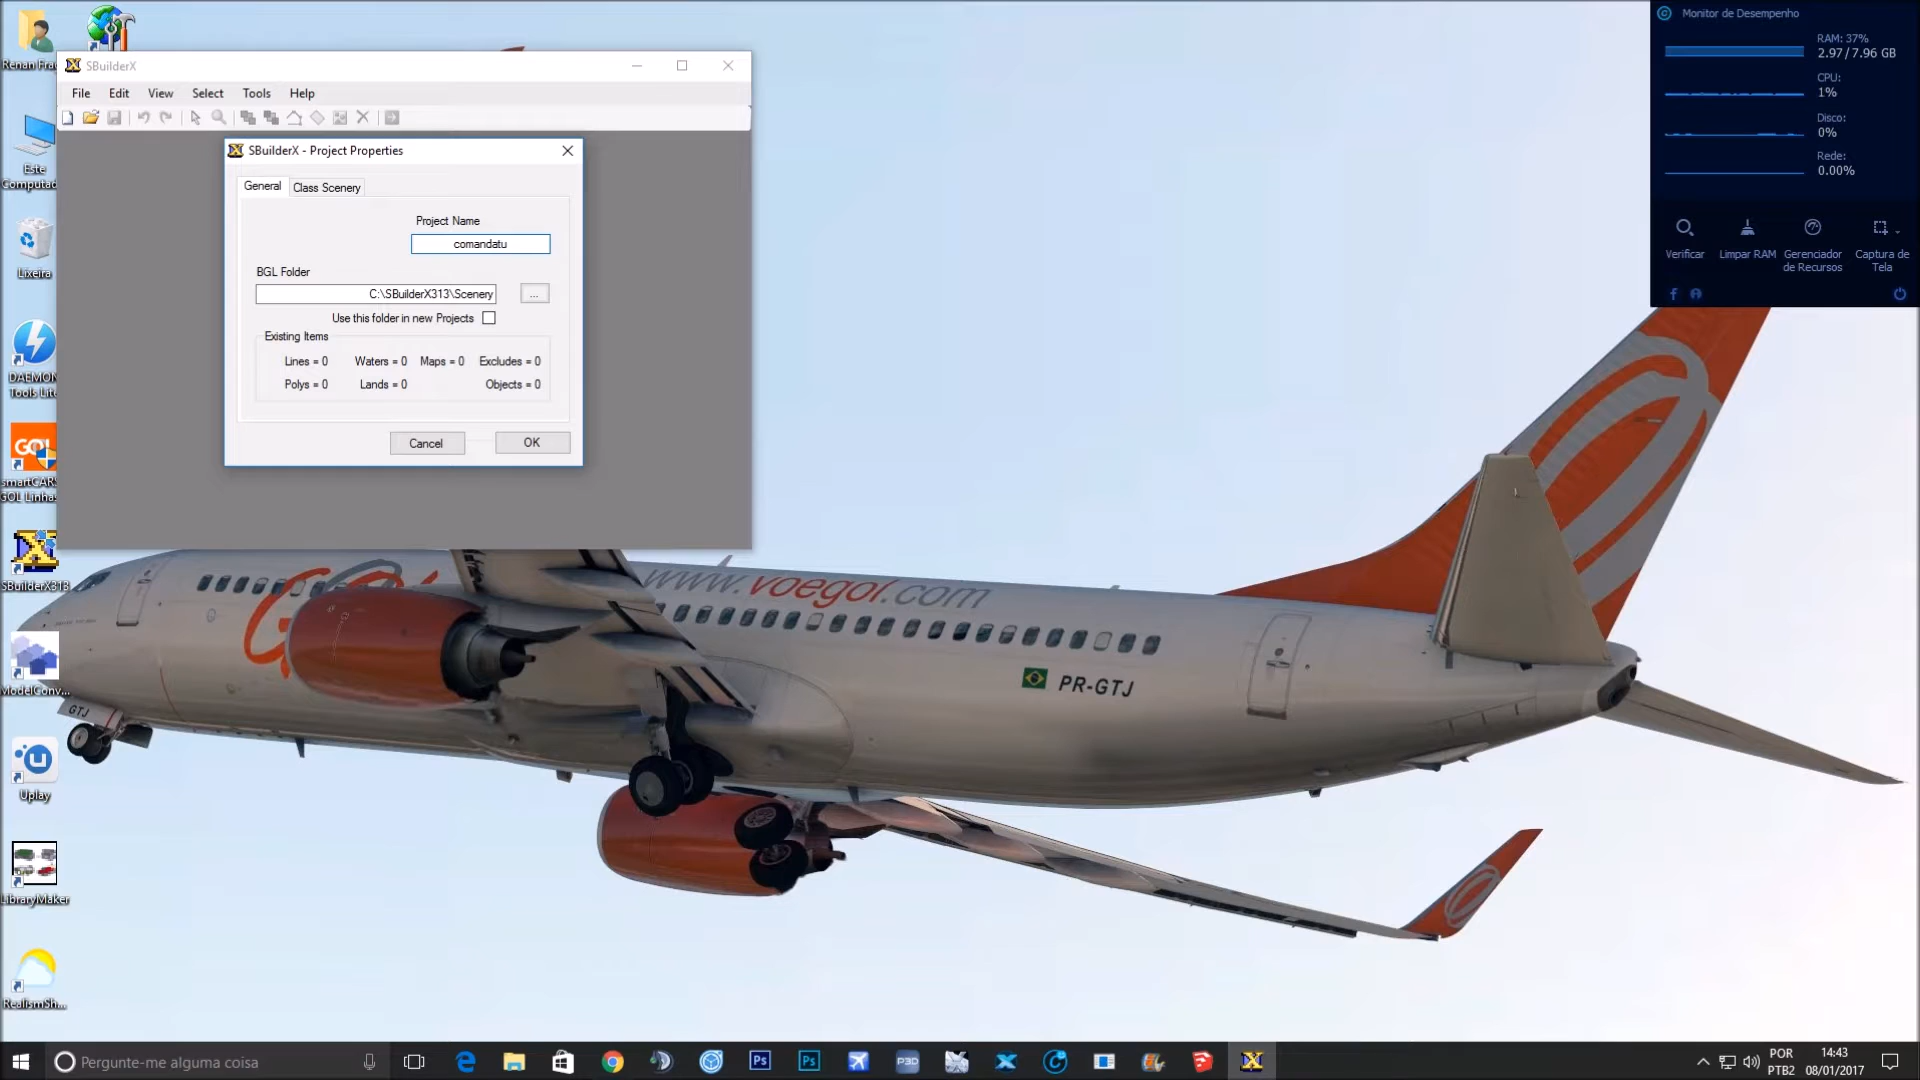 Monitor de Desempenho
RAM: 37%
2.97 / 7.96 GB
CPU:
1%
Disco:
0%
Rede:
0.00%
Verificar
Limpar RAM
Gerenciador
de Recursos
Captura de
Tela
Renan Fra
Este
Computad
Lixeira
DAEMON
Tools Lite
GOL
smartCARS
GOL Linhas
SBuilderX313
ModelConv...
Uplay
LibraryMaker
RealismSh...
SBuilderX
File Edit View Select Tools Help
SBuilderX - Project Properties
General Class Scenery
Project Name
comandatu
BGL Folder
C:\SBuilderX313\Scenery
...
Use this folder in new Projects
Existing Items
Lines = 0 Waters = 0 Maps = 0 Excludes = 0
Polys = 0 Lands = 0 Objects = 0
Cancel OK
www.voegol.com
PR-GTJ
GTJ
Pergunte-me alguma coisa
Ps
Ps
P3D
POR
PTB2
14:43
08/01/2017